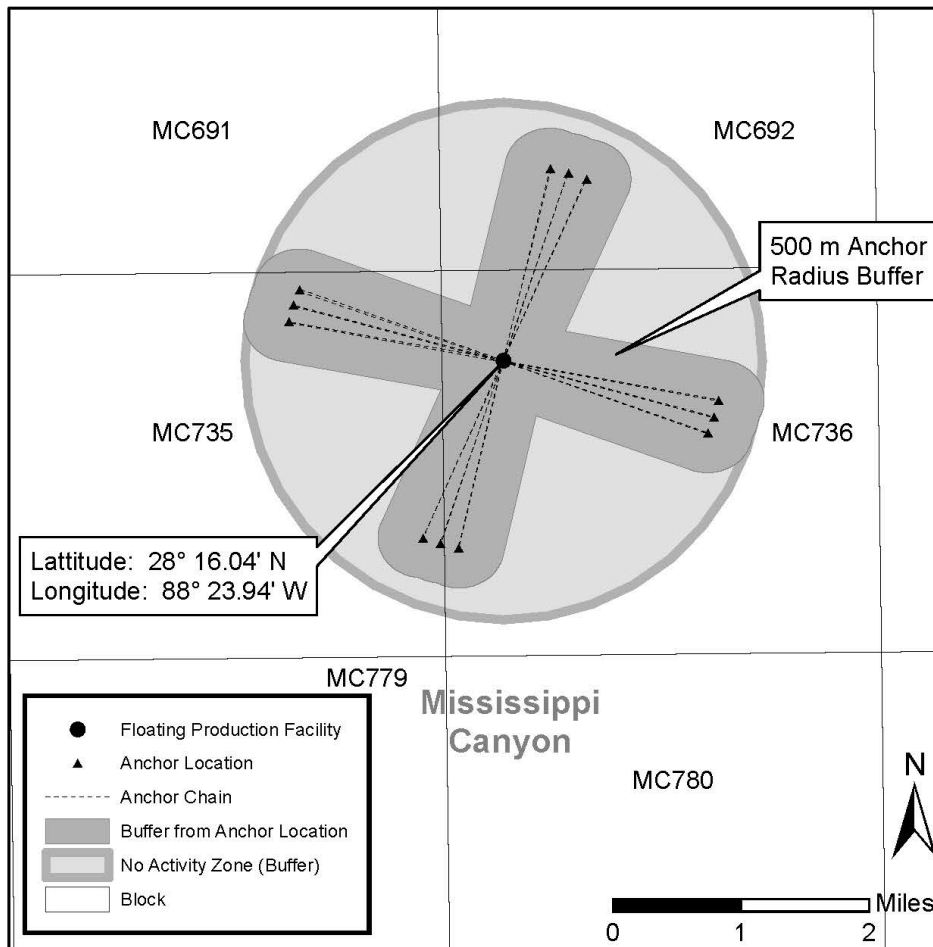 MC691
MC692
500 m Anchor
Radius Buffer
MC735
MC736
Lattitude: 28° 16.04' N
Longitude: 88° 23.94' W
MC779
Mississippi
Canyon
MC780
Floating Production Facility
Anchor Location
Anchor Chain
Buffer from Anchor Location
No Activity Zone (Buffer)
Block
N
Miles
0 1 2